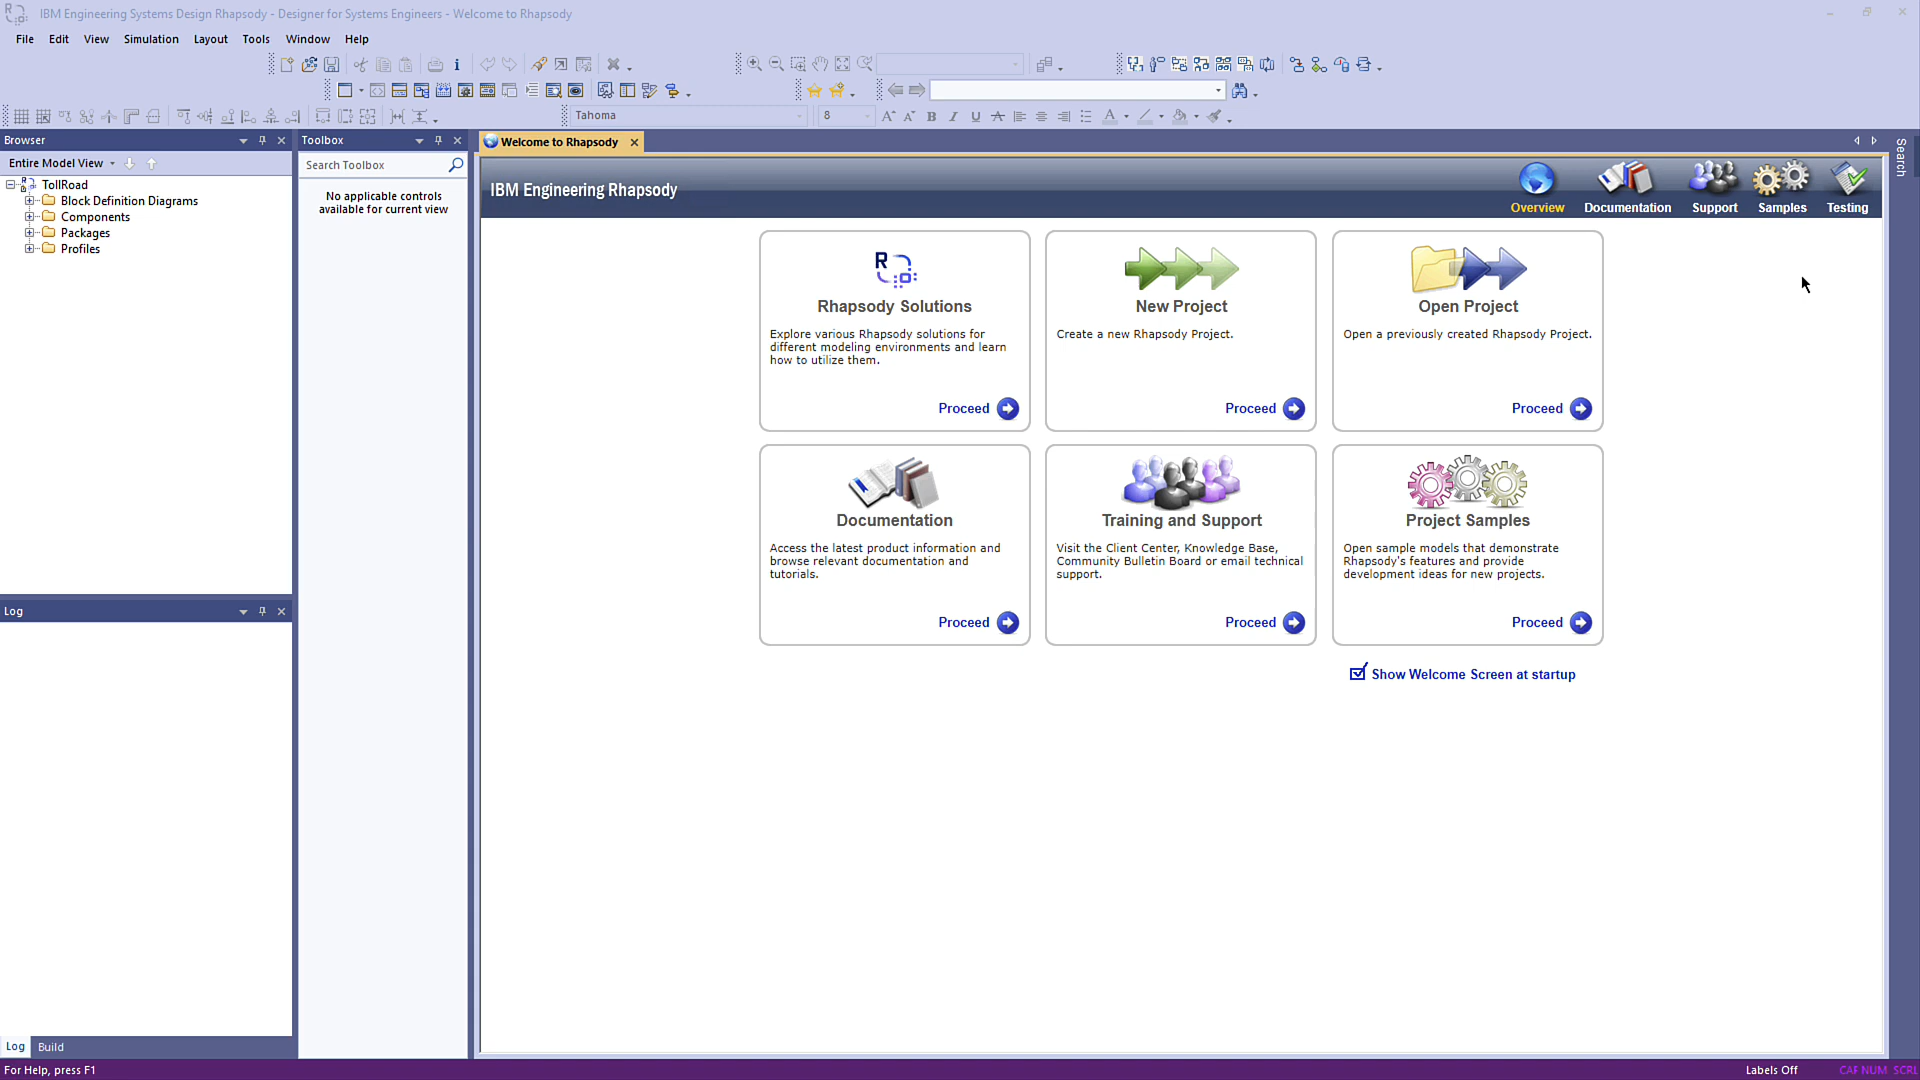 IBM Engineering Systems Design Rhapsody - Designer for Systems Engineers - Welcome to Rhapsody
File Edit View Simulation Layout Tools Window Help
Tahoma 8
Browser
Entire Model View
TollRoad
Block Definition Diagrams
Components
Packages
Profiles
Log
Log Build
Toolbox
Search Toolbox
No applicable controls
available for current view
Welcome to Rhapsody
Search
IBM Engineering Rhapsody
Overview Documentation Support Samples Testing
Rhapsody Solutions
Explore various Rhapsody solutions for
different modeling environments and learn
how to utilize them.
Proceed
New Project
Create a new Rhapsody Project.
Proceed
Open Project
Open a previously created Rhapsody Project.
Proceed
Documentation
Access the latest product information and
browse relevant documentation and
tutorials.
Proceed
Training and Support
Visit the Client Center, Knowledge Base,
Community Bulletin Board or email technical
support.
Proceed
Project Samples
Open sample models that demonstrate
Rhapsody's features and provide
development ideas for new projects.
Proceed
Show Welcome Screen at startup
For Help, press F1
Labels Off
CAP NUM SCRL